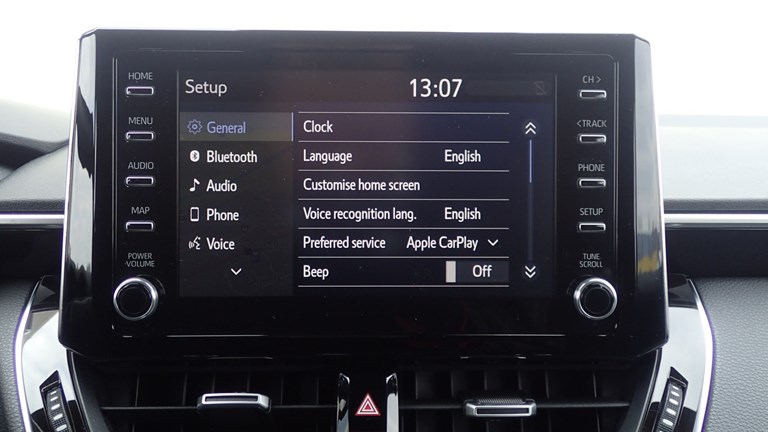 Setup
13:07
General
Bluetooth
Audio
Phone
Voice
Clock
Language English
Customise home screen
Voice recognition lang. English
Preferred service Apple CarPlay
Beep Off
HOME
MENU
AUDIO
MAP
POWER
VOLUME
CH >
< TRACK
PHONE
SETUP
TUNE
SCROLL